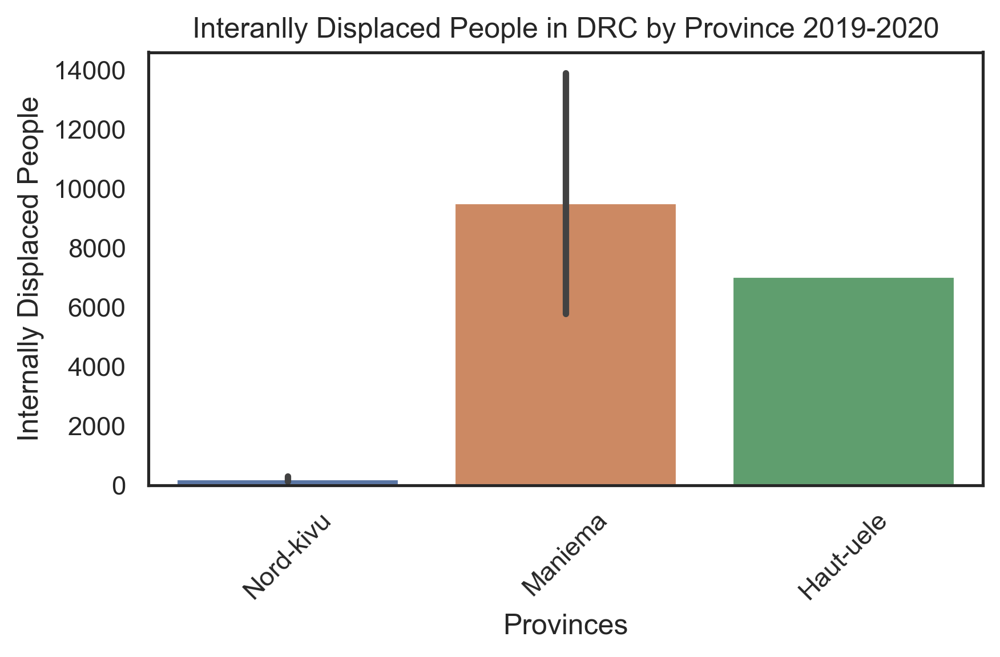 Interanlly Displaced People in DRC by Province 2019-2020
Internally Displaced People
14000
12000
10000
8000
6000
4000
2000
0
Nord-kivu
Maniema
Haut-uele
Provinces